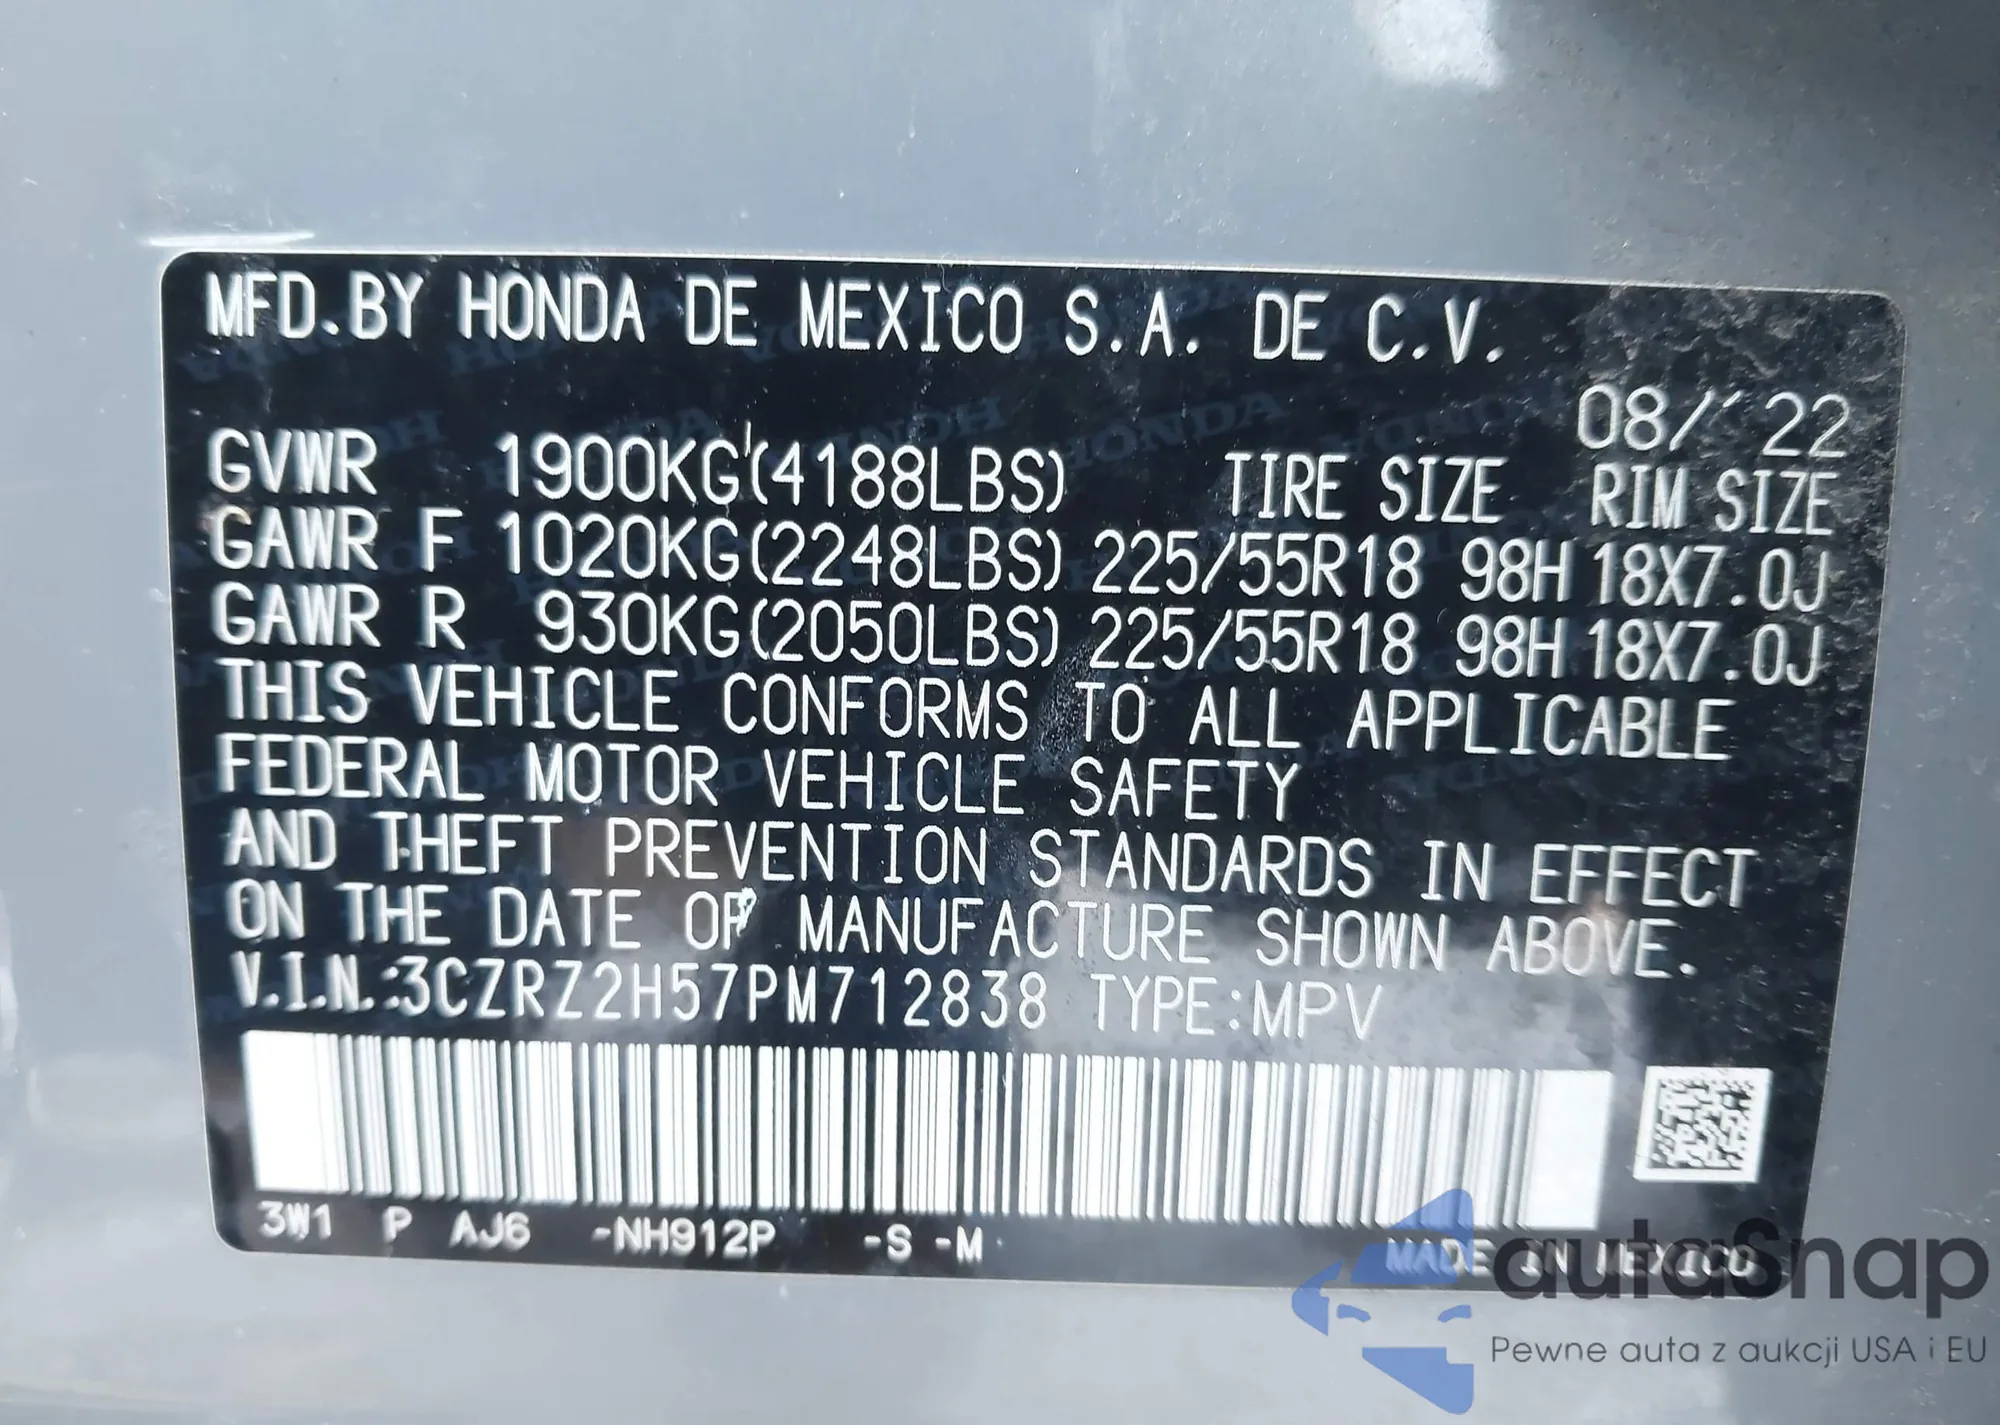 MFD.BY HONDA DE MEXICO S.A. DE C.V.
08/'22
GVWR 1900KG(4188LBS) TIRE SIZE RIM SIZE
GAWR F 1020KG(2248LBS) 225/55R18 98H 18X7.0J
GAWR R 930KG(2050LBS) 225/55R18 98H 18X7.0J
THIS VEHICLE CONFORMS TO ALL APPLICABLE
FEDERAL MOTOR VEHICLE SAFETY
AND THEFT PREVENTION STANDARDS IN EFFECT
ON THE DATE OF MANUFACTURE SHOWN ABOVE.
V.I.N.:3CZRZ2H57PM712838 TYPE:MPV
3W1 P AJ6 -NH912P -S -M
MADE IN MEXICO
autaSnap
Pewne auta z aukcji USA i EU